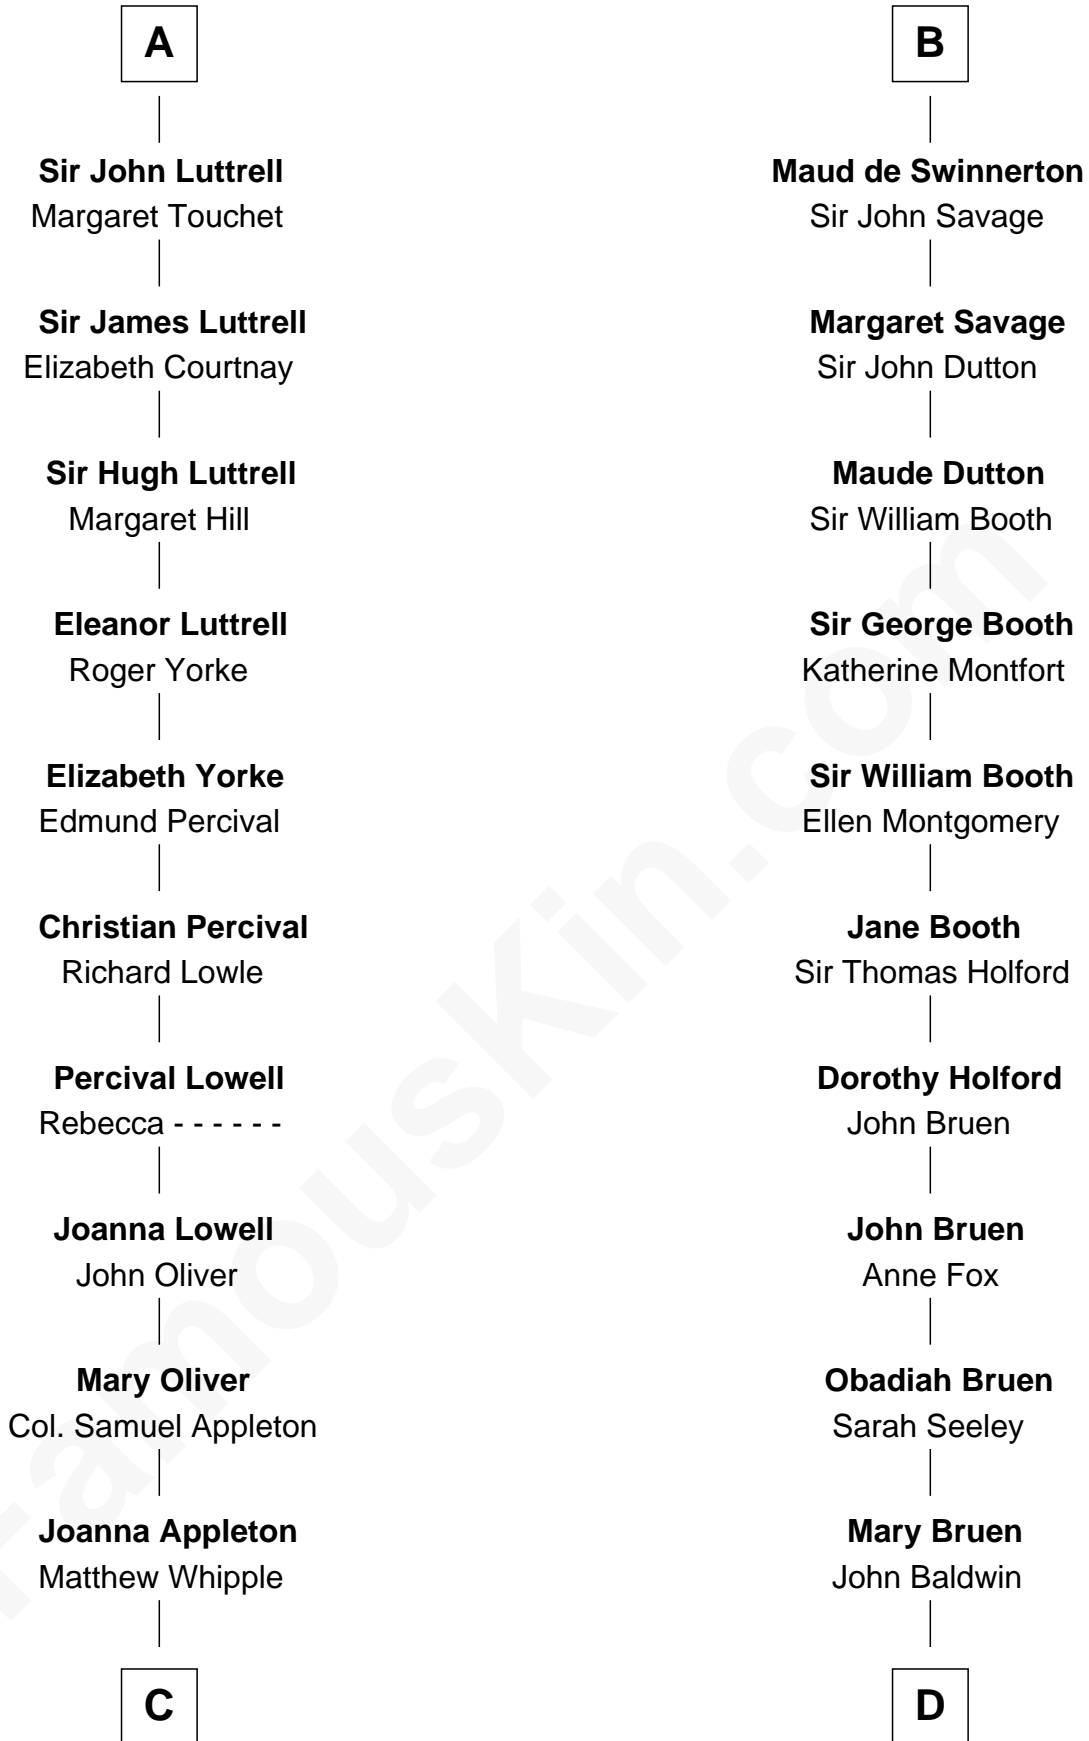 A
Sir John Luttrell
Margaret Touchet
Sir James Luttrell
Elizabeth Courtnay
Sir Hugh Luttrell
Margaret Hill
Eleanor Luttrell
Roger Yorke
Elizabeth Yorke
Edmund Percival
Christian Percival
Richard Lowle
Percival Lowell
Rebecca - - - - - -
Joanna Lowell
John Oliver
Mary Oliver
Col. Samuel Appleton
Joanna Appleton
Matthew Whipple
C
B
Maud de Swinnerton
Sir John Savage
Margaret Savage
Sir John Dutton
Maude Dutton
Sir William Booth
Sir George Booth
Katherine Montfort
Sir William Booth
Ellen Montgomery
Jane Booth
Sir Thomas Holford
Dorothy Holford
John Bruen
John Bruen
Anne Fox
Obadiah Bruen
Sarah Seeley
Mary Bruen
John Baldwin
D
FamousKin.com